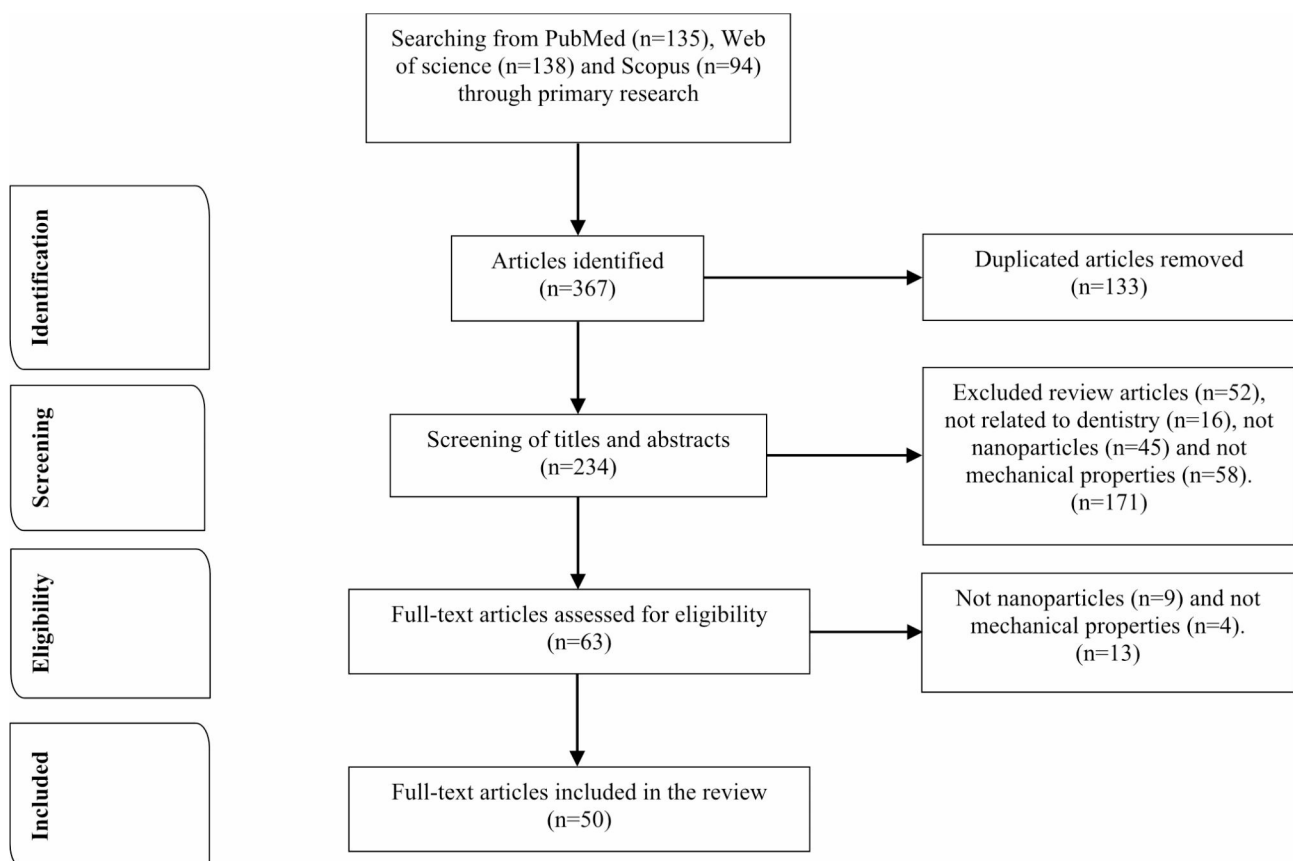 Searching from PubMed (n=135), Web
of science (n=138) and Scopus (n=94)
through primary research
Identification
Articles identified
(n=367)
Duplicated articles removed
(n=133)
Screening
Screening of titles and abstracts
(n=234)
Excluded review articles (n=52),
not related to dentistry (n=16), not
nanoparticles (n=45) and not
mechanical properties (n=58).
(n=171)
Eligibility
Full-text articles assessed for eligibility
(n=63)
Not nanoparticles (n=9) and not
mechanical properties (n=4).
(n=13)
Included
Full-text articles included in the review
(n=50)